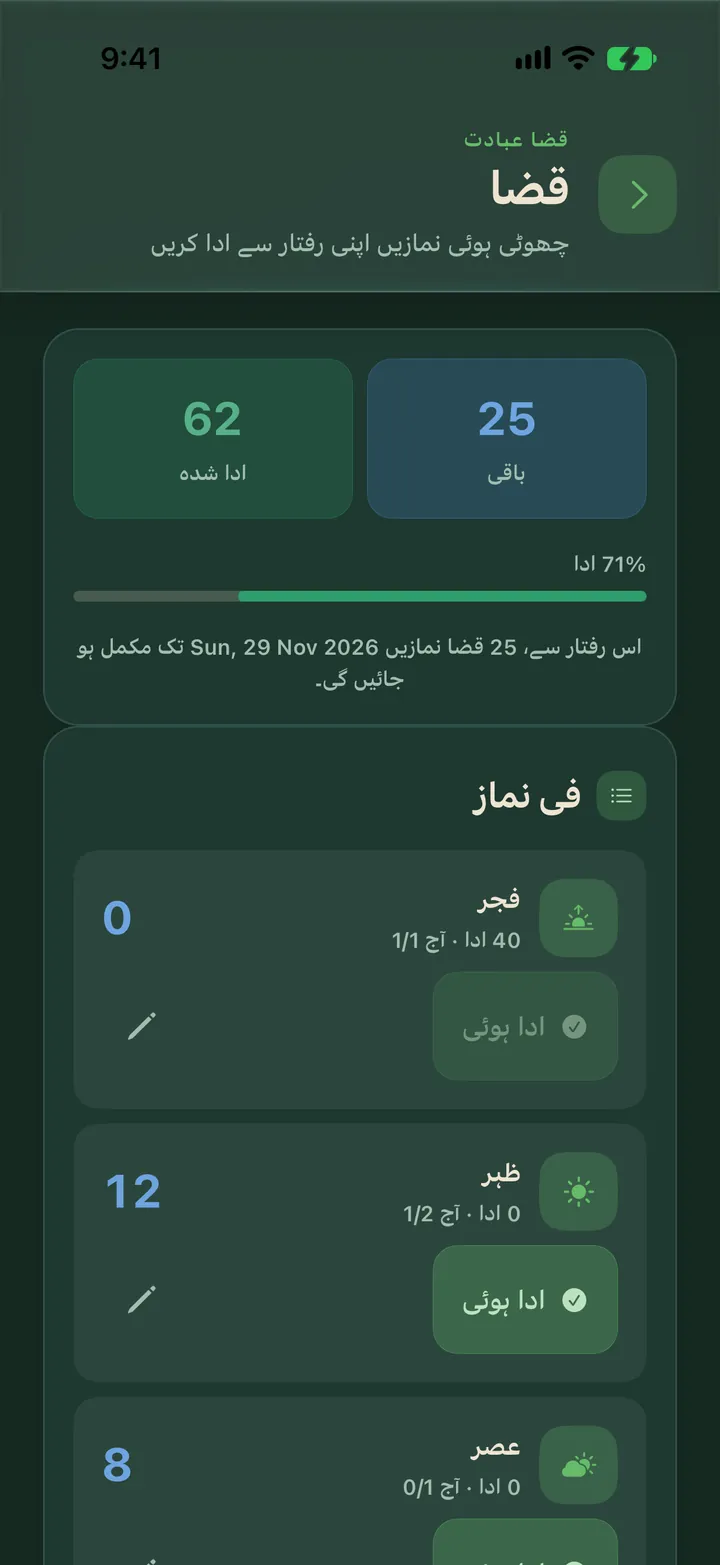 9:41
قضا عبادت
قضا
چھوٹی ہوئی نمازیں اپنی رفتار سے ادا کریں
25
باقی
62
ادا شدہ
71% ادا
اس رفتار سے، 25 قضا نمازیں Sun, 29 Nov 2026 تک مکمل ہو
جائیں گی۔
فی نماز
فجر
40 ادا · آج 1/1
0
ادا ہوئی
ظہر
0 ادا · آج 1/2
12
ادا ہوئی
عصر
0 ادا · آج 0/1
8